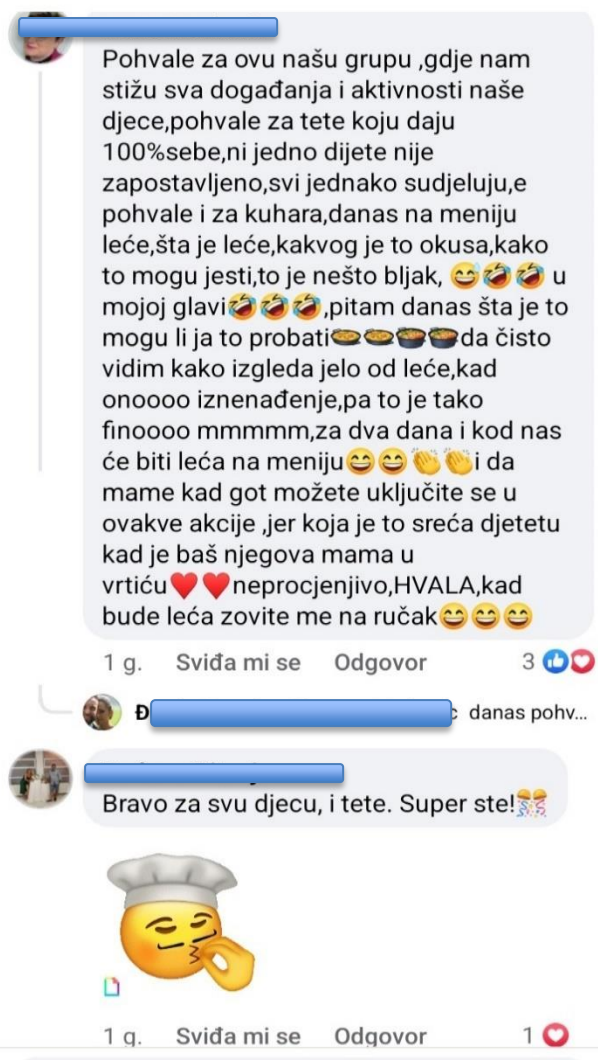 Pohvale za ovu našu grupu ,gdje nam
stižu sva događanja i aktivnosti naše
djece,pohvale za tete koju daju
100%sebe,ni jedno dijete nije
zapostavljeno,svi jednako sudjeluju,e
pohvale i za kuhara,danas na meniju
leće,šta je leće,kakvog je to okusa,kako
to mogu jesti,to je nešto bljak, 😅🤣🤣 u
mojoj glavi🤣🤣🤣,pitam danas šta je to
mogu li ja to probati🍛🍛🍲🍲da čisto
vidim kako izgleda jelo od leće,kad
onoooo iznenađenje,pa to je tako
finoooo mmmmm,za dva dana i kod nas
će biti leća na meniju😄😄👏👏i da
mame kad got možete uključite se u
ovakve akcije ,jer koja je to sreća djetetu
kad je baš njegova mama u
vrtiću❤️❤️neprocjenjivo,HVALA,kad
bude leća zovite me na ručak😄😄😄
1 g. Sviđa mi se Odgovor 3
Đ danas pohv...
Bravo za svu djecu, i tete. Super ste!🎊
1 g. Sviđa mi se Odgovor 1